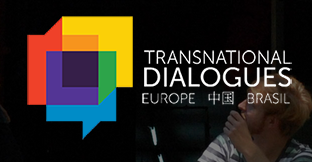 TRANSNATIONAL
DIALOGUES
EUROPE 中国 BRASIL